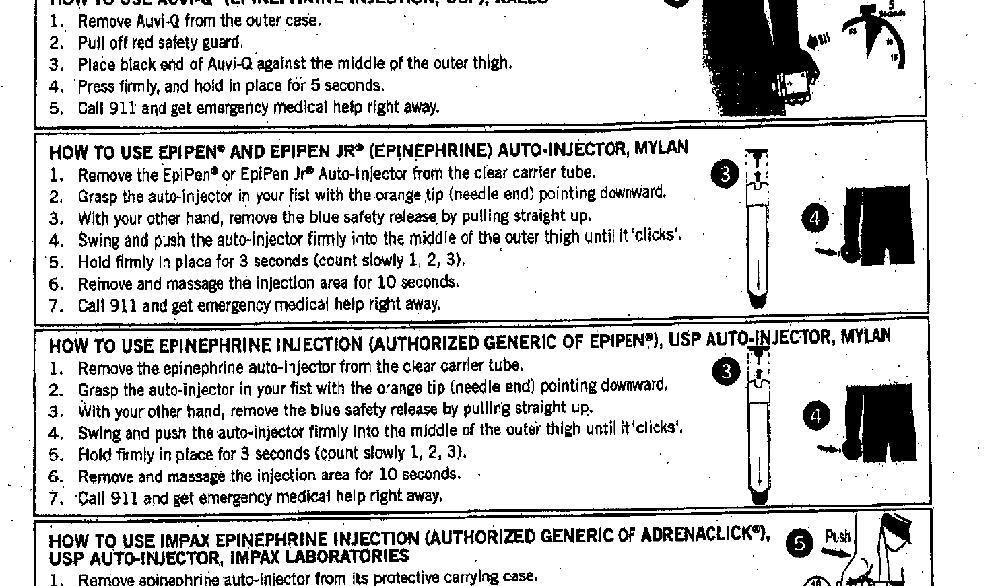 HOW TO USE AUVI-Q® (EPINEPHRINE INJECTION, USP), KALEO
1. Remove Auvi-Q from the outer case.
2. Pull off red safety guard.
3. Place black end of Auvi-Q against the middle of the outer thigh.
4. Press firmly, and hold in place for 5 seconds.
5. Call 911 and get emergency medical help right away.
5
Seconds
10
15
HOW TO USE EPIPEN® AND EPIPEN JR® (EPINEPHRINE) AUTO-INJECTOR, MYLAN
1. Remove the EpiPen® or EpiPen Jr® Auto-Injector from the clear carrier tube.
2. Grasp the auto-injector in your fist with the orange tip (needle end) pointing downward.
3. With your other hand, remove the blue safety release by pulling straight up.
4. Swing and push the auto-injector firmly into the middle of the outer thigh until it 'clicks'.
5. Hold firmly in place for 3 seconds (count slowly 1, 2, 3).
6. Remove and massage the injection area for 10 seconds.
7. Call 911 and get emergency medical help right away.
3
4
HOW TO USE EPINEPHRINE INJECTION (AUTHORIZED GENERIC OF EPIPEN®), USP AUTO-INJECTOR, MYLAN
1. Remove the epinephrine auto-injector from the clear carrier tube.
2. Grasp the auto-injector in your fist with the orange tip (needle end) pointing downward.
3. With your other hand, remove the blue safety release by pulling straight up.
4. Swing and push the auto-injector firmly into the middle of the outer thigh until it 'clicks'.
5. Hold firmly in place for 3 seconds (count slowly 1, 2, 3).
6. Remove and massage the injection area for 10 seconds.
7. Call 911 and get emergency medical help right away.
3
4
HOW TO USE IMPAX EPINEPHRINE INJECTION (AUTHORIZED GENERIC OF ADRENACLICK®),
USP AUTO-INJECTOR, IMPAX LABORATORIES
1. Remove epinephrine auto-injector from its protective carrying case.
5
Push
10